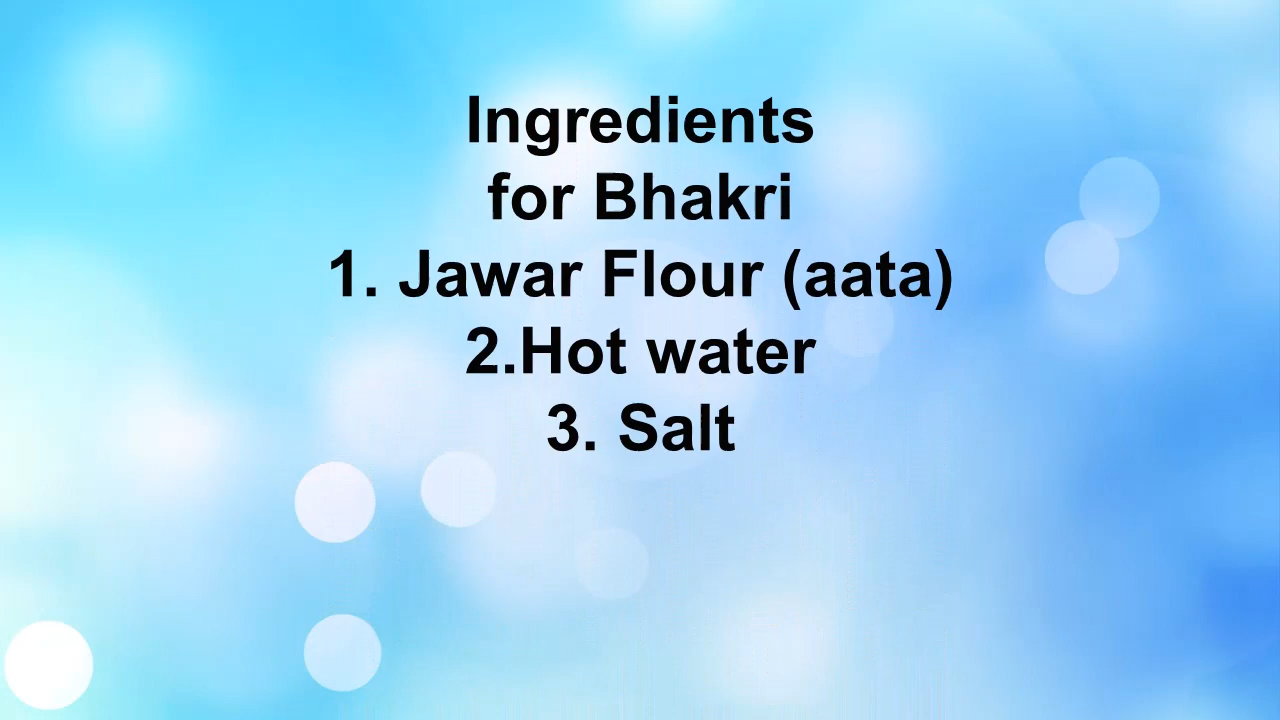 Ingredients
for Bhakri
1. Jawar Flour (aata)
2.Hot water
3. Salt